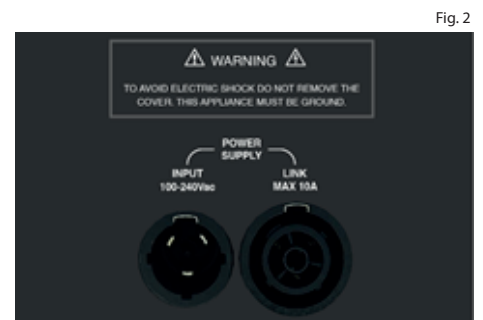 Fig. 2
WARNING
TO AVOID ELECTRIC SHOCK DO NOT REMOVE THE
COVER. THIS APPLIANCE MUST BE GROUND.
POWER
SUPPLY
INPUT
100-240Vac
LINK
MAX 10A